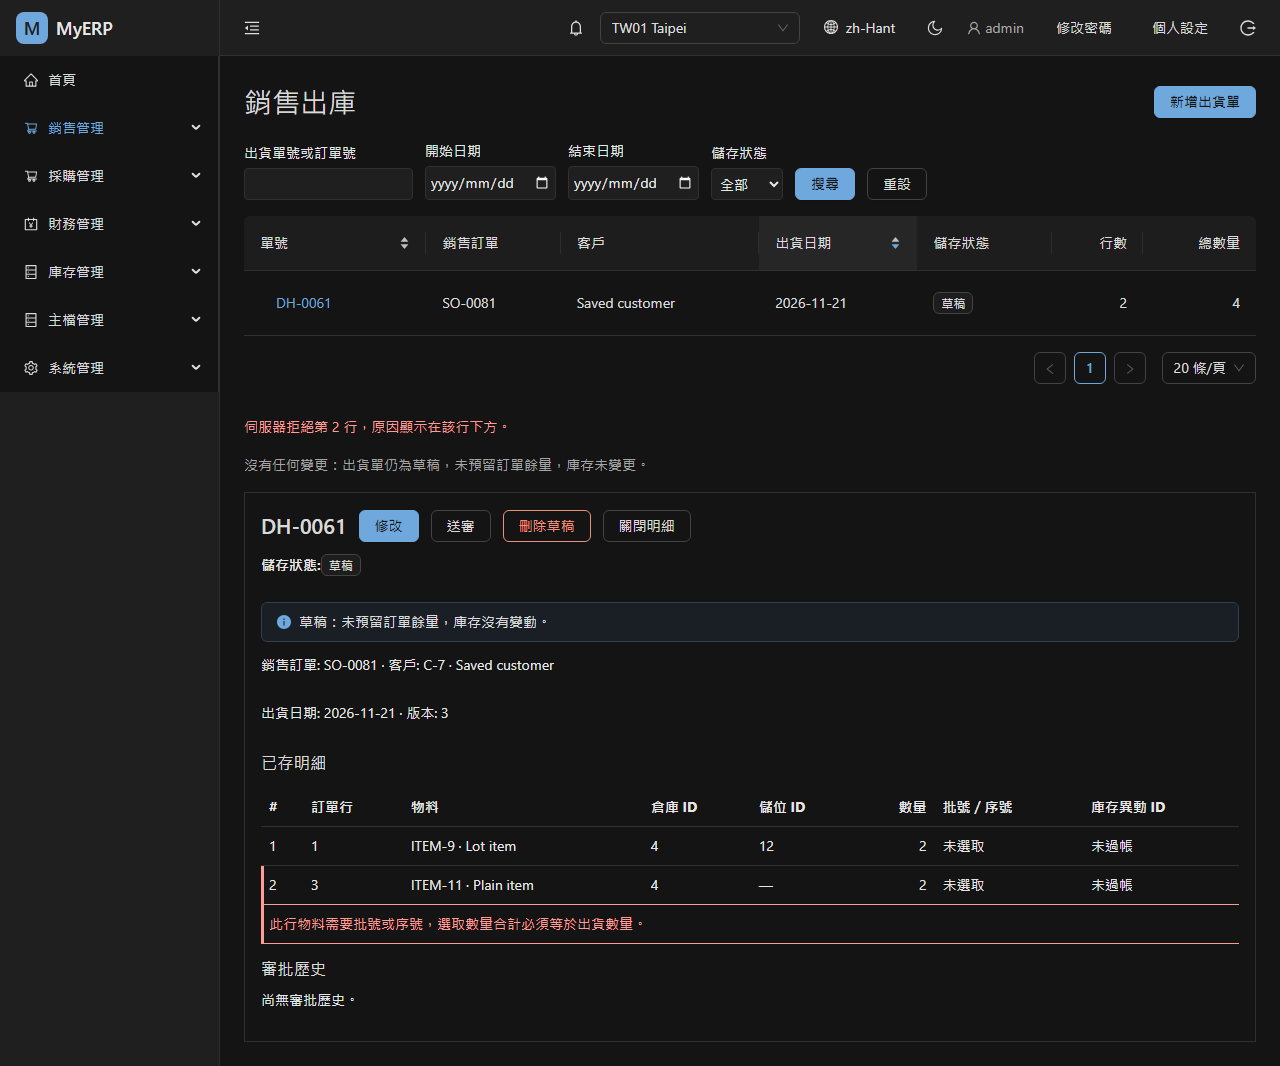 M MyERP
TW01 Taipei
zh-Hant
admin
修改密碼
個人設定
首頁
銷售管理
採購管理
財務管理
庫存管理
主檔管理
系統管理
銷售出庫
新增出貨單
出貨單號或訂單號
開始日期
結束日期
儲存狀態
yyyy/mm/dd
yyyy/mm/dd
全部
搜尋
重設
單號 銷售訂單 客戶 出貨日期 儲存狀態 行數 總數量
DH-0061 SO-0081 Saved customer 2026-11-21 草稿 2 4
< 1 > 20 條/頁
伺服器拒絕第 2 行，原因顯示在該行下方。
沒有任何變更：出貨單仍為草稿，未預留訂單餘量，庫存未變更。
DH-0061 修改 送審 刪除草稿 關閉明細
儲存狀態: 草稿
草稿：未預留訂單餘量，庫存沒有變動。
銷售訂單: SO-0081 · 客戶: C-7 · Saved customer
出貨日期: 2026-11-21 · 版本: 3
已存明細
# 訂單行 物料 倉庫 ID 儲位 ID 數量 批號 / 序號 庫存異動 ID
1 1 ITEM-9 · Lot item 4 12 2 未選取 未過帳
2 3 ITEM-11 · Plain item 4 — 2 未選取 未過帳
此行物料需要批號或序號，選取數量合計必須等於出貨數量。
審批歷史
尚無審批歷史。